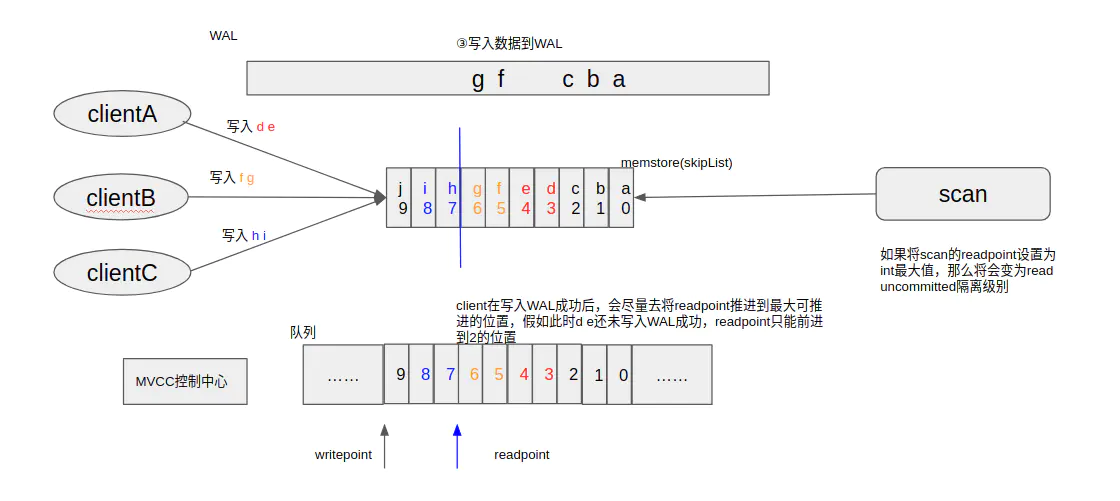 WAL
③写入数据到WAL
g f c b a
clientA
写入 d e
memstore(skipList)
clientB
写入 f g
j i h g f e d c b a
9 8 7 6 5 4 3 2 1 0
scan
写入 h i
clientC
如果将scan的readpoint设置为
int最大值，那么将会变为read
uncommitted隔离级别
client在写入WAL成功后，会尽量去将readpoint推进到最大可推
进的位置，假如此时d e还未写入WAL成功，readpoint只能前进
到2的位置
队列
MVCC控制中心
…… 9 8 7 6 5 4 3 2 1 0 ……
writepoint
readpoint